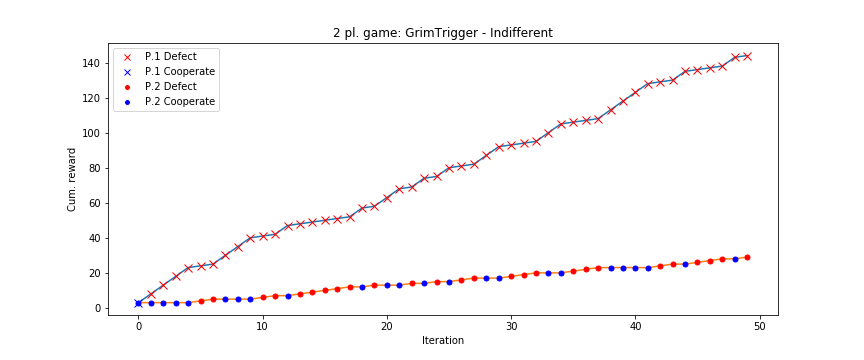 2 pl. game: GrimTrigger - Indifferent
P.1 Defect
P.1 Cooperate
P.2 Defect
P.2 Cooperate
140
120
100
80
60
40
20
0
Cum. reward
0 10 20 30 40 50
Iteration